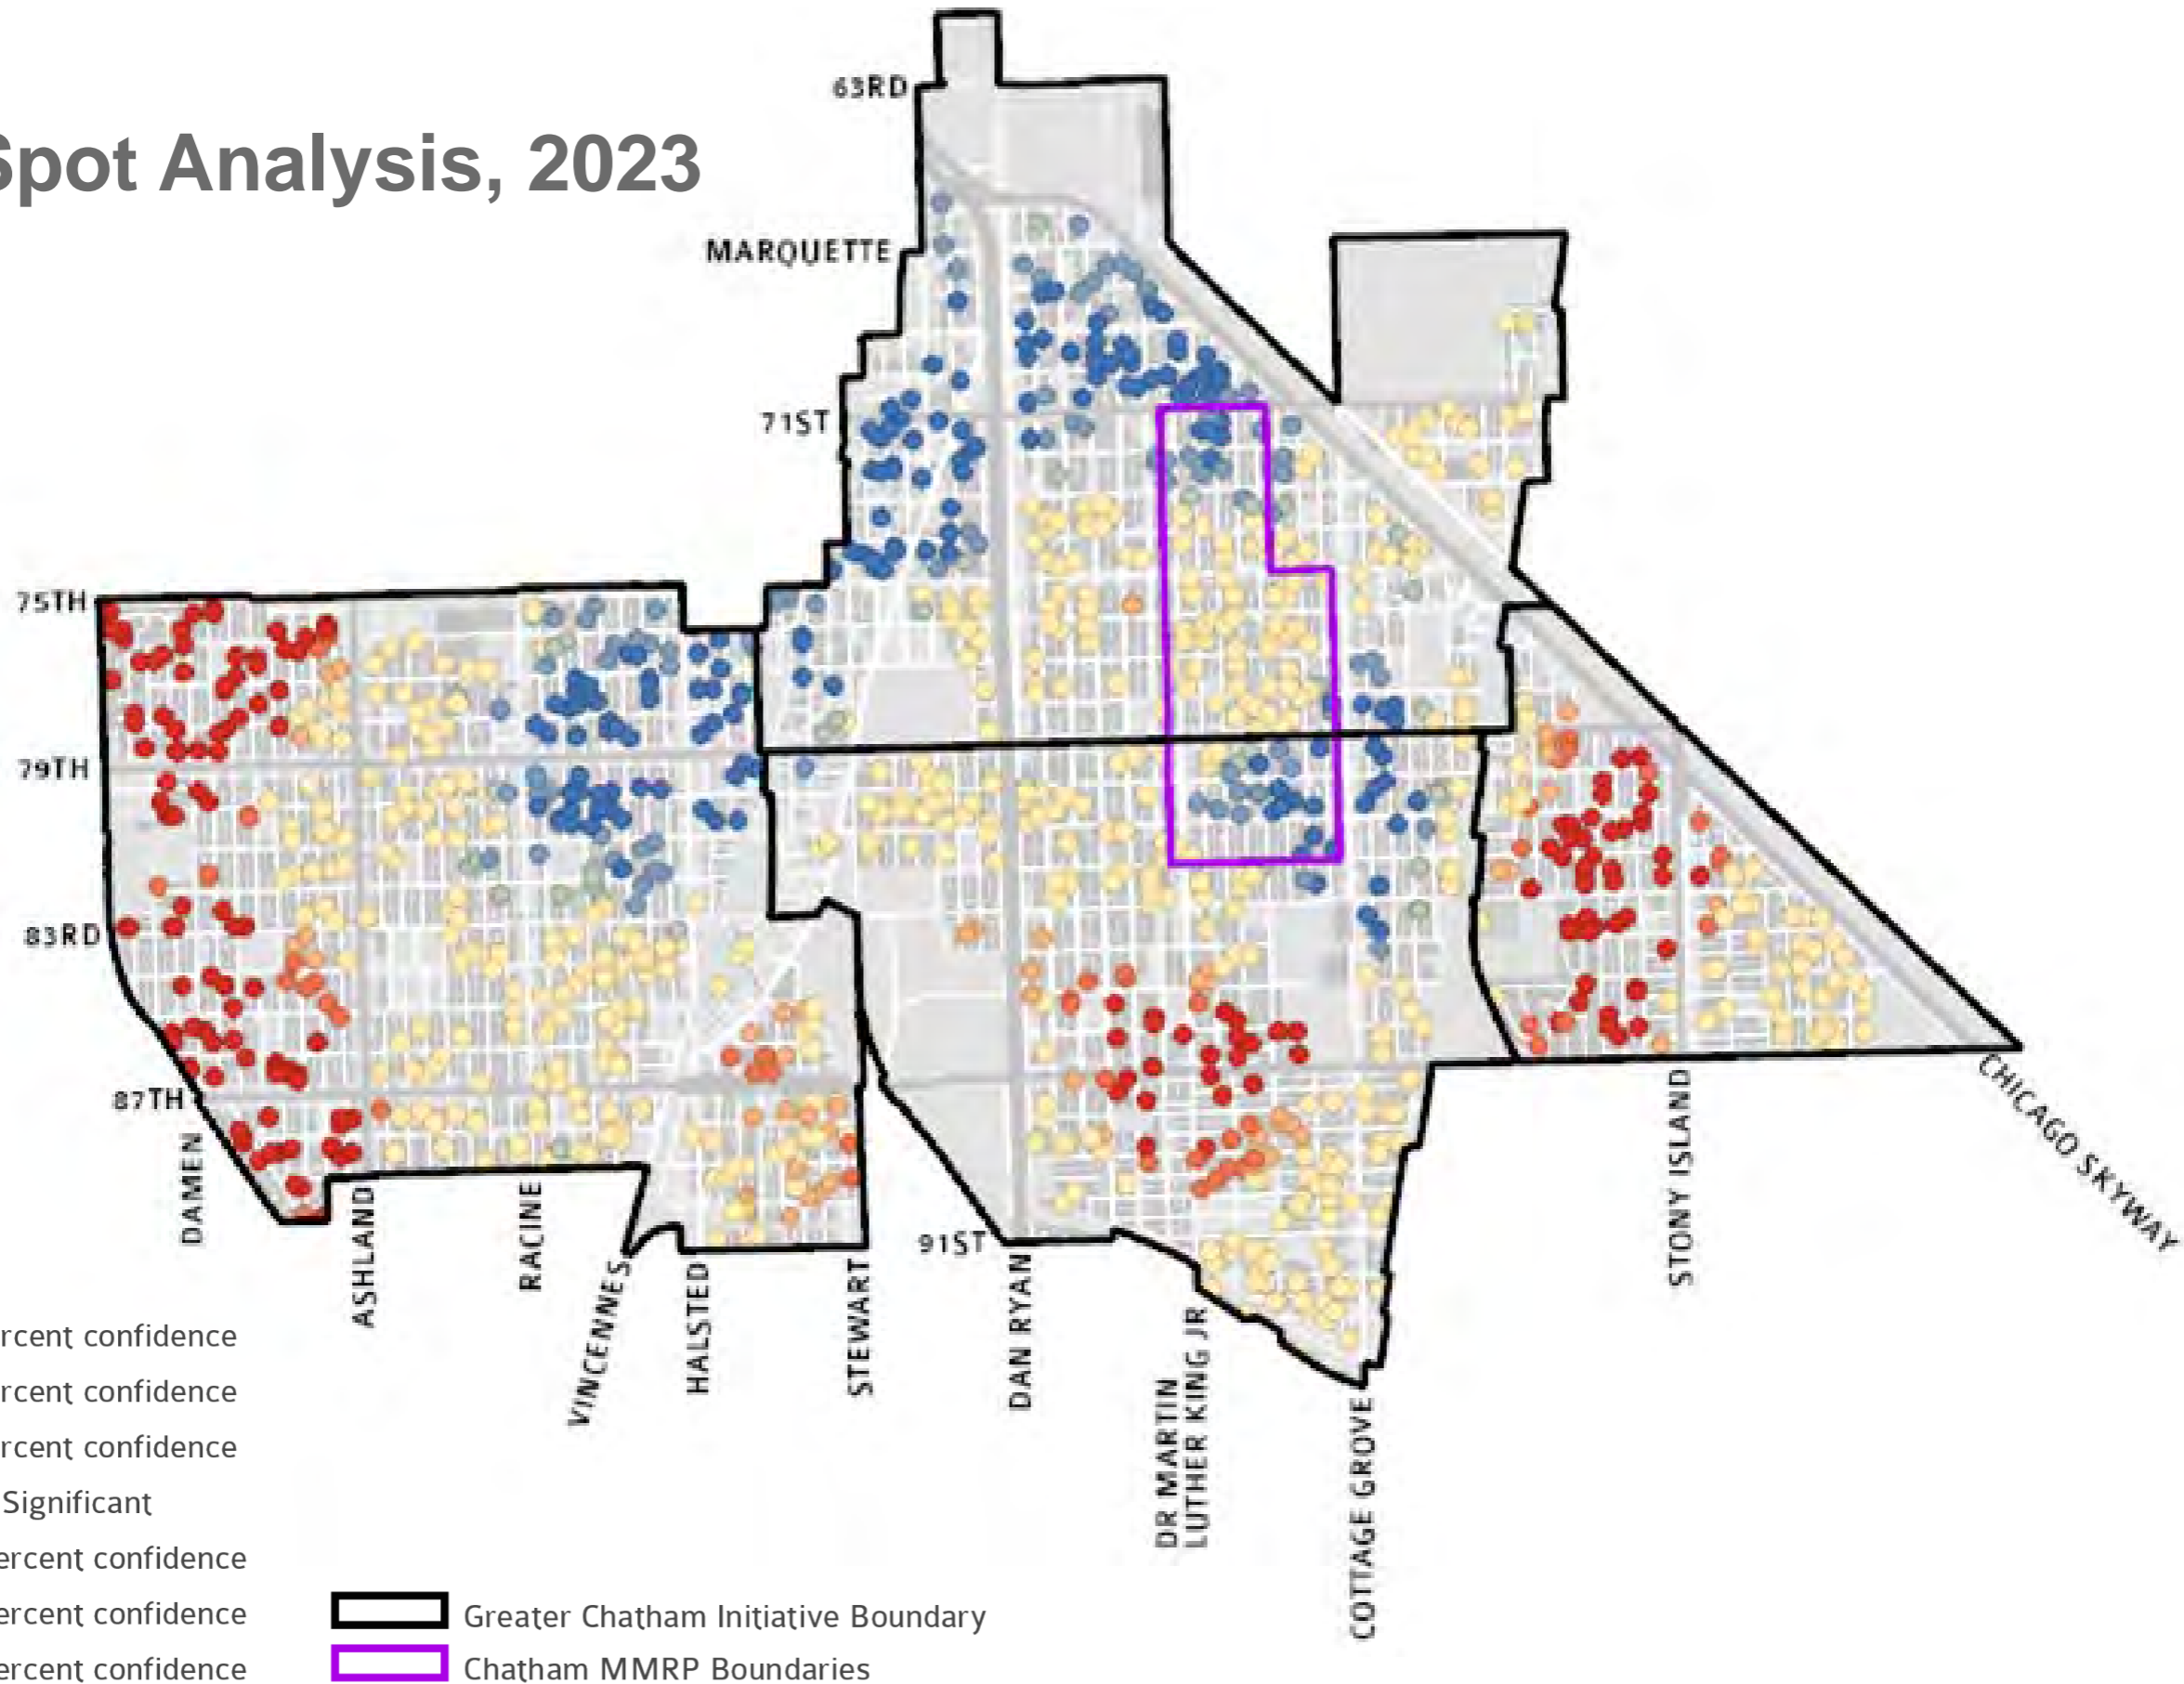 Spot Analysis, 2023
63RD
MARQUETTE
71ST
75TH
79TH
83RD
87TH
91ST
DAMEN
ASHLAND
RACINE
VINCENNES
HALSTED
STEWART
DAN RYAN
DR MARTIN
LUTHER KING JR
COTTAGE GROVE
STONY ISLAND
CHICAGO SKYWAY
rcent confidence
rcent confidence
rcent confidence
Significant
ercent confidence
ercent confidence
ercent confidence
Greater Chatham Initiative Boundary
Chatham MMRP Boundaries